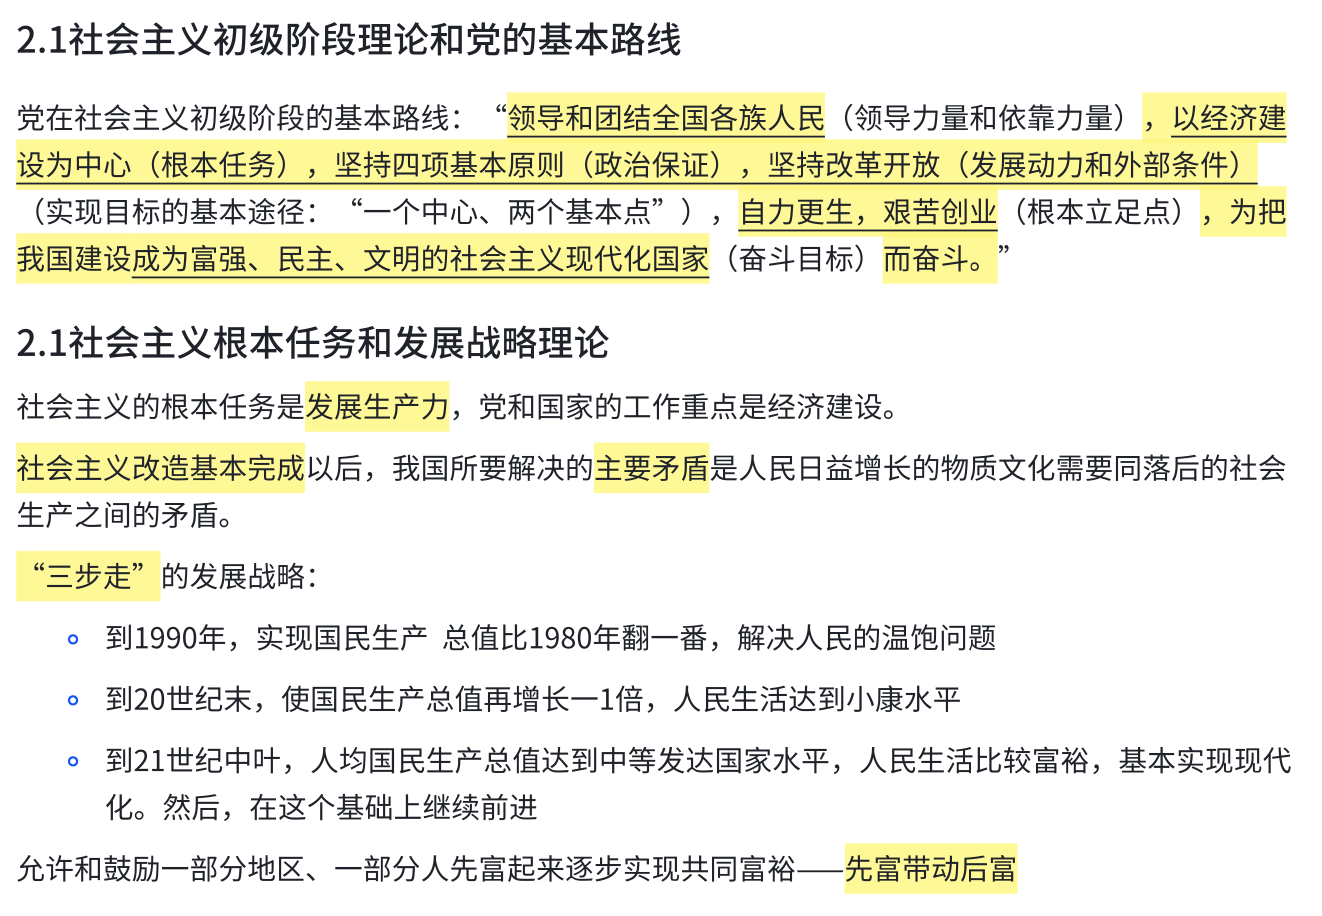 2.1社会主义初级阶段理论和党的基本路线
党在社会主义初级阶段的基本路线：“领导和团结全国各族人民（领导力量和依靠力量），以经济建
设为中心（根本任务），坚持四项基本原则（政治保证），坚持改革开放（发展动力和外部条件）
（实现目标的基本途径：“一个中心、两个基本点”），自力更生，艰苦创业（根本立足点），为把
我国建设成为富强、民主、文明的社会主义现代化国家（奋斗目标）而奋斗。”
2.1社会主义根本任务和发展战略理论
社会主义的根本任务是发展生产力，党和国家的工作重点是经济建设。
社会主义改造基本完成以后，我国所要解决的主要矛盾是人民日益增长的物质文化需要同落后的社会
生产之间的矛盾。
“三步走”的发展战略：
到1990年，实现国民生产 总值比1980年翻一番，解决人民的温饱问题
到20世纪末，使国民生产总值再增长一1倍，人民生活达到小康水平
到21世纪中叶，人均国民生产总值达到中等发达国家水平，人民生活比较富裕，基本实现现代
化。然后，在这个基础上继续前进
允许和鼓励一部分地区、一部分人先富起来逐步实现共同富裕——先富带动后富